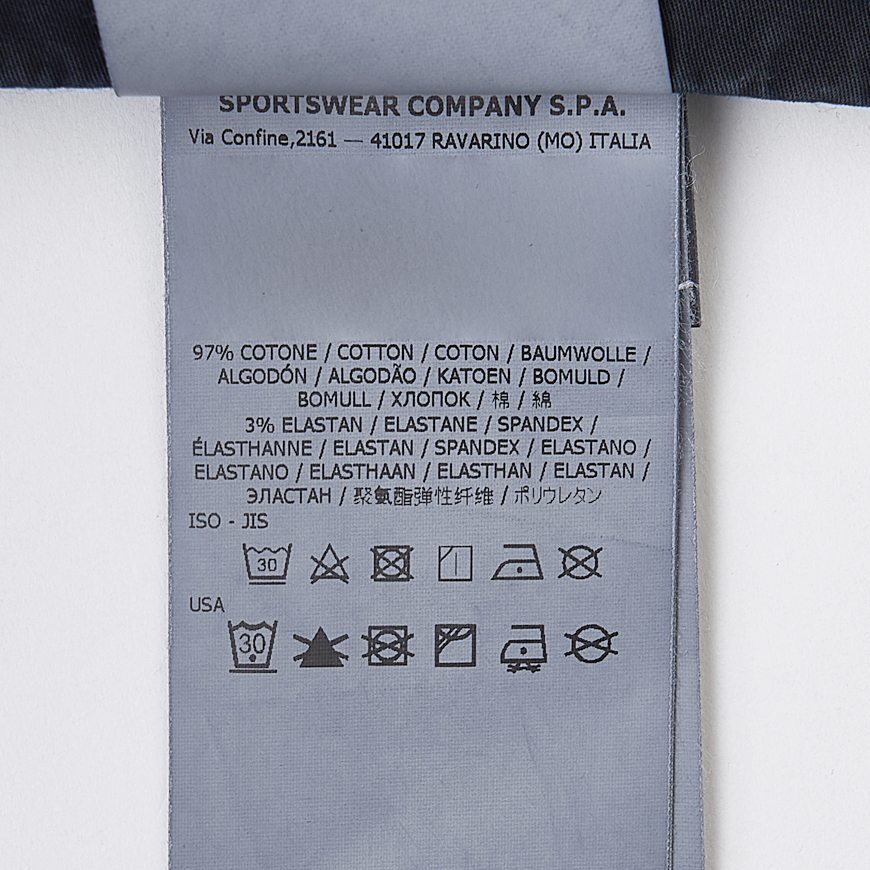 SPORTSWEAR COMPANY S.P.A.
Via Confine,2161 — 41017 RAVARINO (MO) ITALIA
97% COTONE / COTTON / COTON / BAUMWOLLE /
ALGODÓN / ALGODÃO / KATOEN / BOMULD /
BOMULL / ХЛОПОК / 棉 / 綿
3% ELASTAN / ELASTANE / SPANDEX /
ÉLASTHANNE / ELASTAN / SPANDEX / ELASTANO /
ELASTANO / ELASTHAAN / ELASTHAN / ELASTAN /
ЭЛАСТАН / 聚氨酯弹性纤维 / ポリウレタン
ISO - JIS
30
USA
30